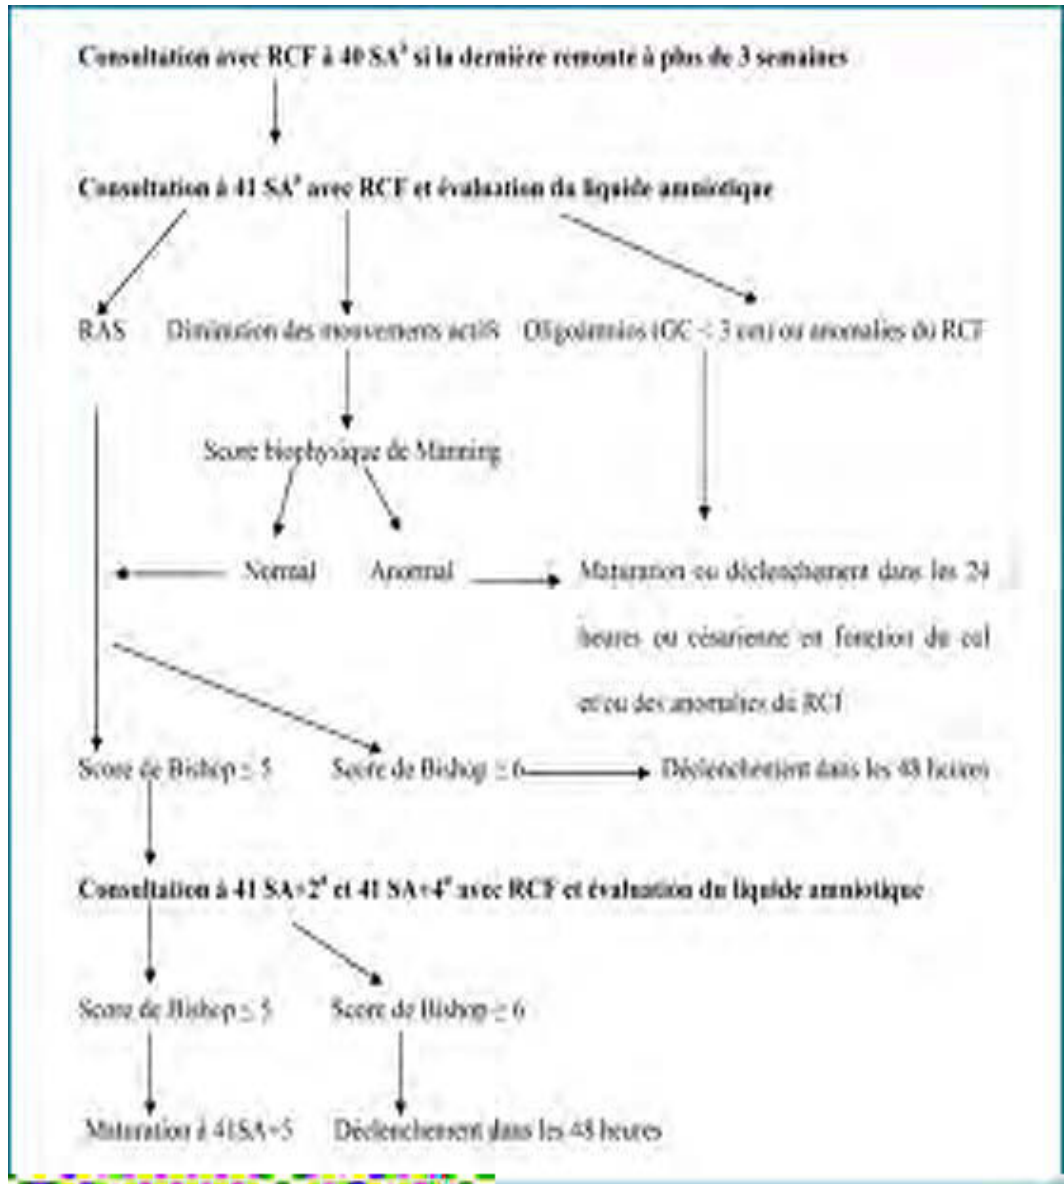 Consultation avec RCF à 40 SA# si la dernière remonte à plus de 3 semaines
Consultation à 41 SA# avec RCF et évaluation du liquide amniotique
RAS Diminution des mouvements actifs Oligoamnios (GC < 3 cm) ou anomalies du RCF
Score biophysique de Manning
Normal Anormal Maturation ou déclenchement dans les 24
heures ou césarienne en fonction du col
et/ou des anomalies du RCF
Score de Bishop ≤ 5 Score de Bishop ≥ 6 Déclenchement dans les 48 heures
Consultation à 41 SA+2# et 41 SA+4# avec RCF et évaluation du liquide amniotique
Score de Bishop ≤ 5 Score de Bishop ≥ 6
Maturation à 41SA+5 Déclenchement dans les 48 heures